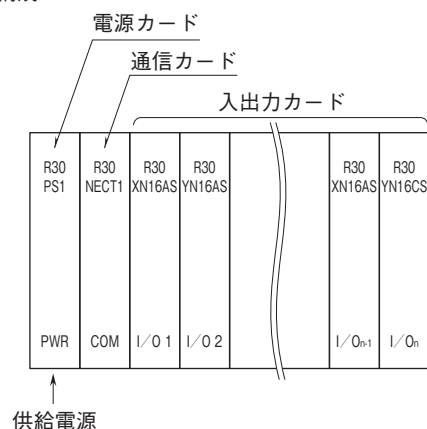 電源カード
通信カード
入出力カード
R30 R30 R30 R30 R30 R30
PS1 NECT1 XN16AS YN16AS XN16AS YN16CS
PWR COM I/O 1 I/O 2 I/On-1 I/On
供給電源